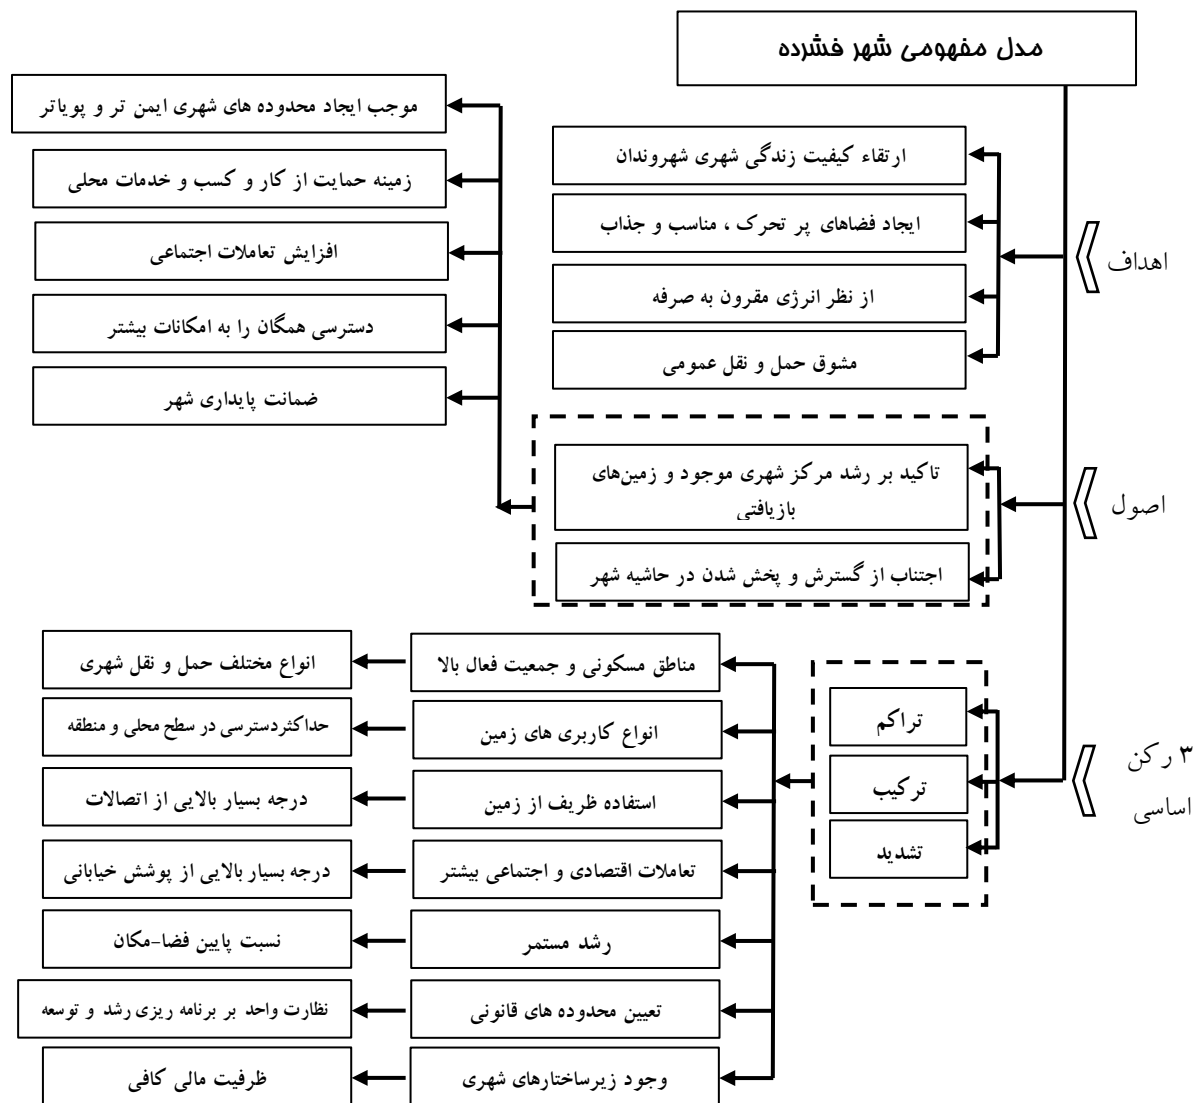 مدل مفهومی شهر فشرده
اهداف
ارتقاء کیفیت زندگی شهری شهروندان
ایجاد فضاهای پر تحرک ، مناسب و جذاب
از نظر انرژی مقرون به صرفه
مشوق حمل و نقل عمومی
اصول
تاکید بر رشد مرکز شهری موجود و زمین‌های
بازیافتی
اجتناب از گسترش و پخش شدن در حاشیه شهر
موجب ایجاد محدوده های شهری ایمن تر و پویاتر
زمینه حمایت از کار و کسب و خدمات محلی
افزایش تعاملات اجتماعی
دسترسی همگان را به امکانات بیشتر
ضمانت پایداری شهر
۳ رکن
اساسی
تراکم
ترکیب
تشدید
مناطق مسکونی و جمعیت فعال بالا
انواع مختلف حمل و نقل شهری
انواع کاربری های زمین
حداکثردسترسی در سطح محلی و منطقه
استفاده ظریف از زمین
درجه بسیار بالایی از اتصالات
تعاملات اقتصادی و اجتماعی بیشتر
درجه بسیار بالایی از پوشش خیابانی
رشد مستمر
نسبت پایین فضا-مکان
تعیین محدوده های قانونی
نظارت واحد بر برنامه ریزی رشد و توسعه
وجود زیرساختارهای شهری
ظرفیت مالی کافی